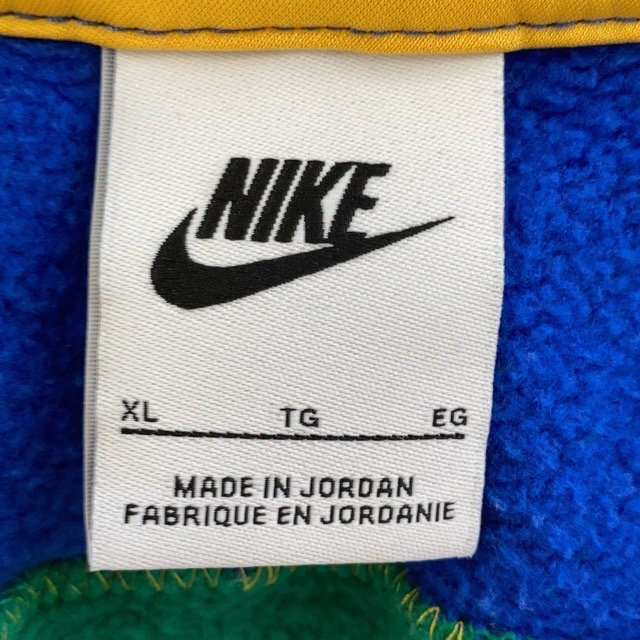 NIKE
XL TG EG
MADE IN JORDAN
FABRIQUE EN JORDANIE